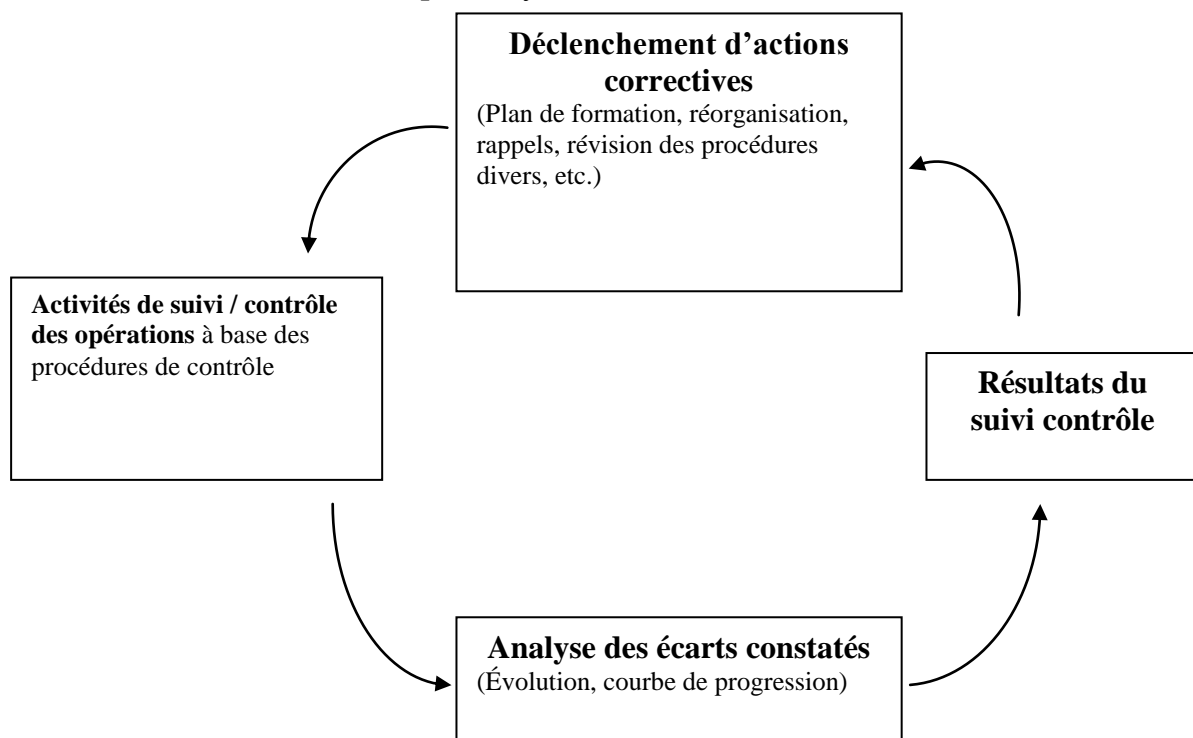 Déclenchement d’actions
correctives
(Plan de formation, réorganisation,
rappels, révision des procédures
divers, etc.)
Activités de suivi / contrôle
des opérations à base des
procédures de contrôle
Résultats du
suivi contrôle
Analyse des écarts constatés
(Évolution, courbe de progression)